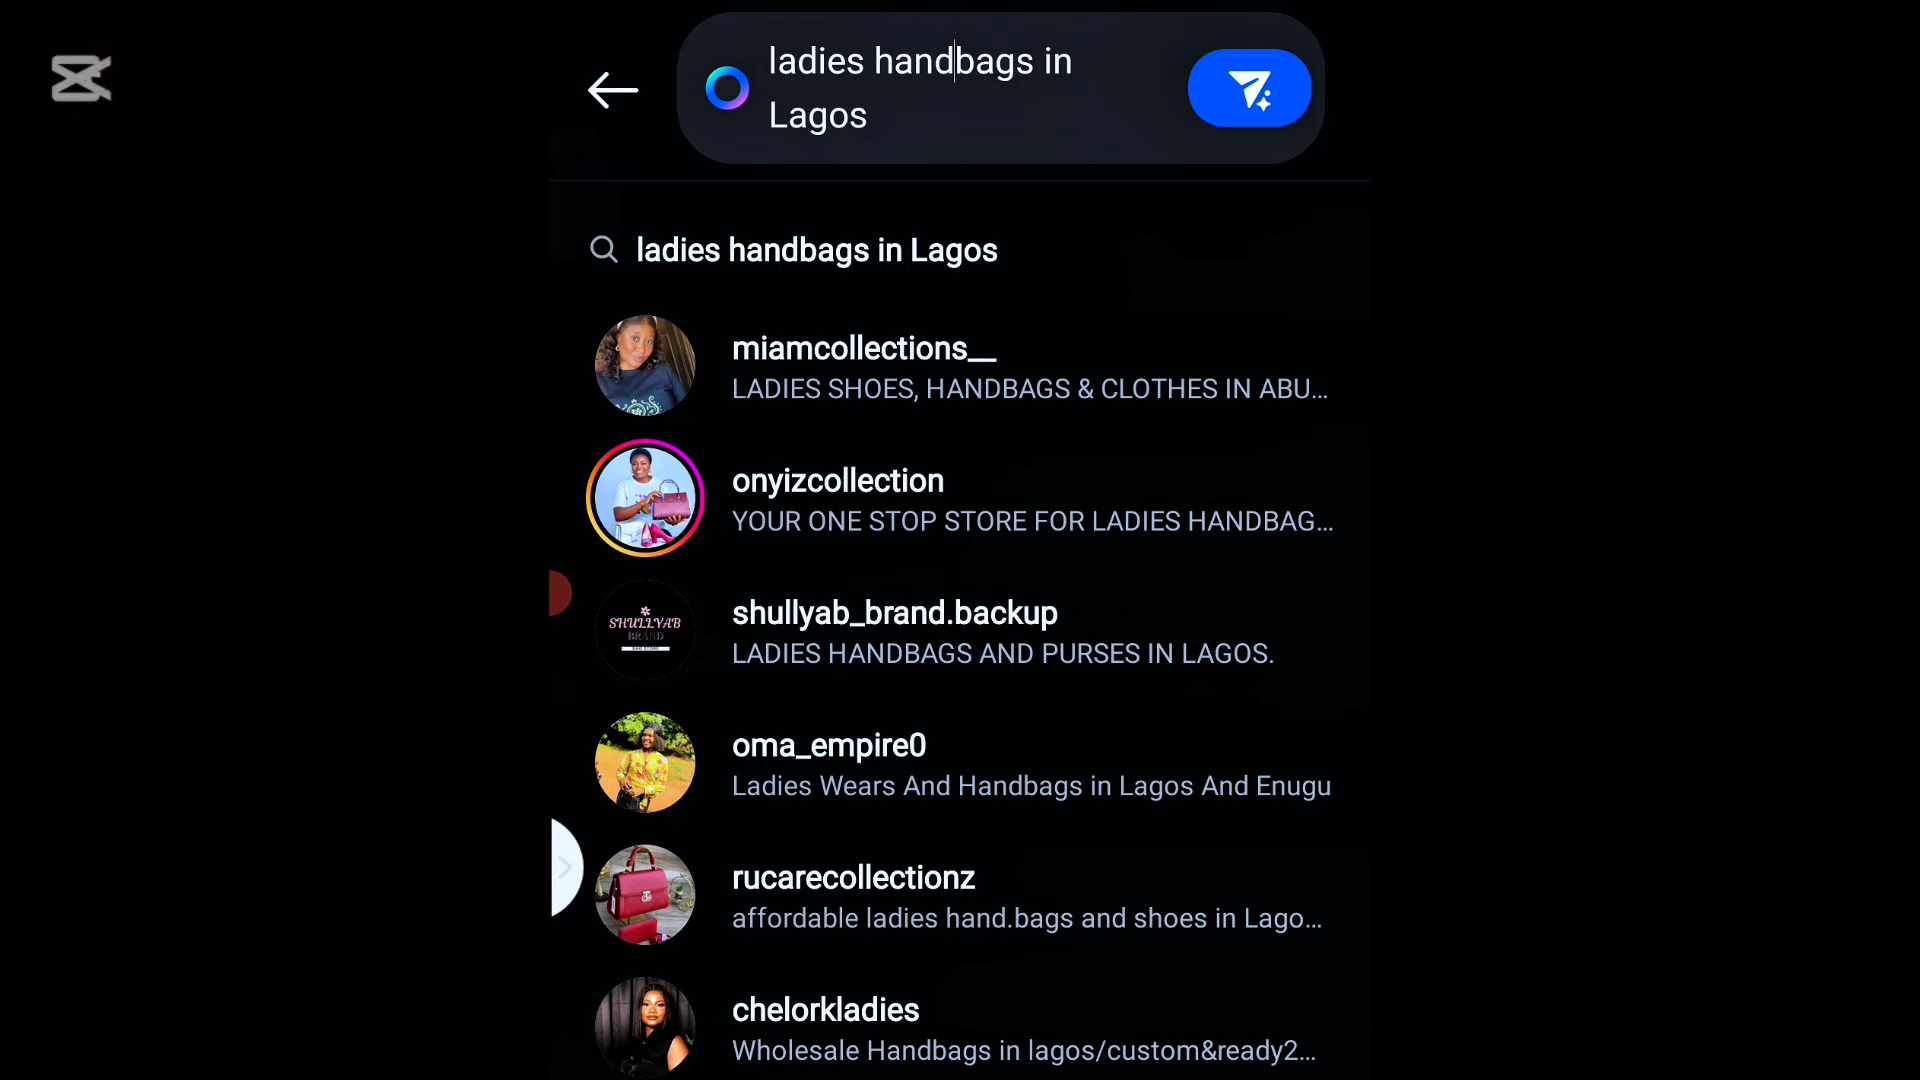 ladies handbags in
Lagos
ladies handbags in Lagos
miamcollections__
LADIES SHOES, HANDBAGS & CLOTHES IN ABU...
onyizcollection
YOUR ONE STOP STORE FOR LADIES HANDBAG...
SHULLYAB
BRAND
shullyab_brand.backup
LADIES HANDBAGS AND PURSES IN LAGOS.
oma_empire0
Ladies Wears And Handbags in Lagos And Enugu
rucarecollectionz
affordable ladies hand.bags and shoes in Lago...
chelorkladies
Wholesale Handbags in lagos/custom&ready2...